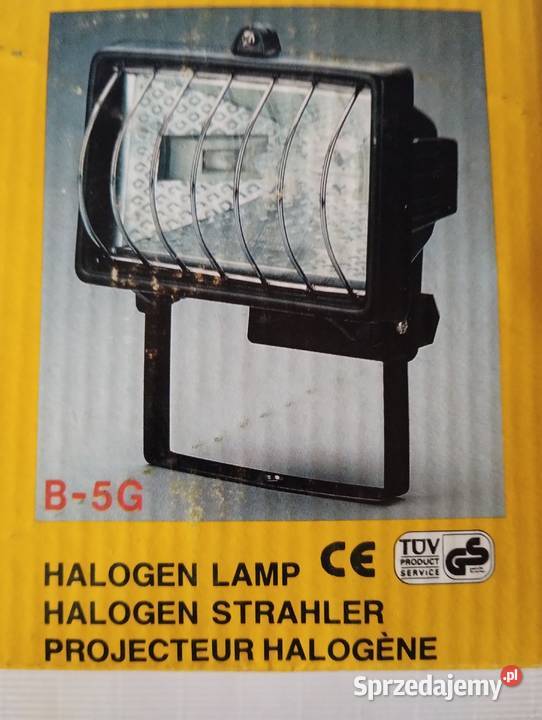 B-5G
HALOGEN LAMP CE
TÜV
PRODUCT
SERVICE
GS
HALOGEN STRAHLER
PROJECTEUR HALOGÈNE
Sprzedajemy.pl